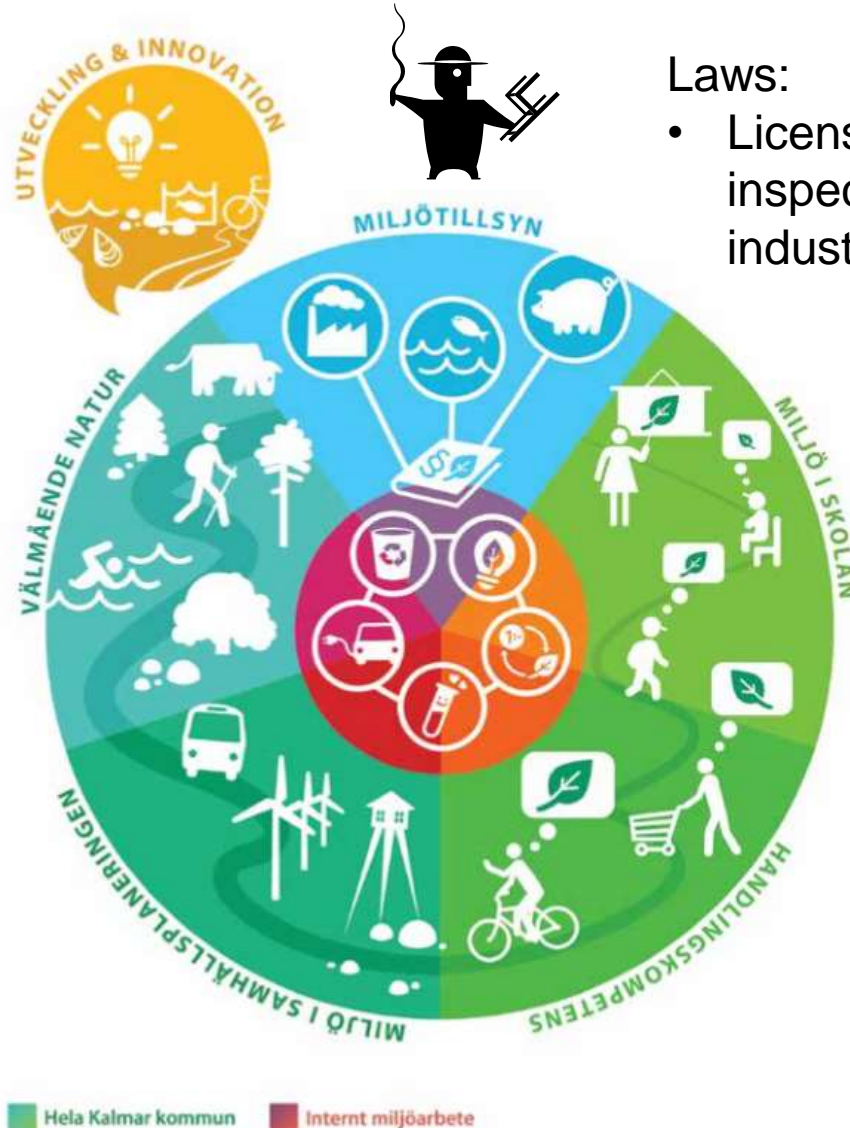 UTVECKLING & INNOVATION
Laws:
• Licens
inspec
indust
MILJÖTILLSYN
VÄLMÅENDE NATUR
MILJÖ I SKOLAN
§
MILJÖ I SAMHÄLLSPLANERINGEN
HANDLINGSKOMPETENS
Hela Kalmar kommun
Internt miljöarbete